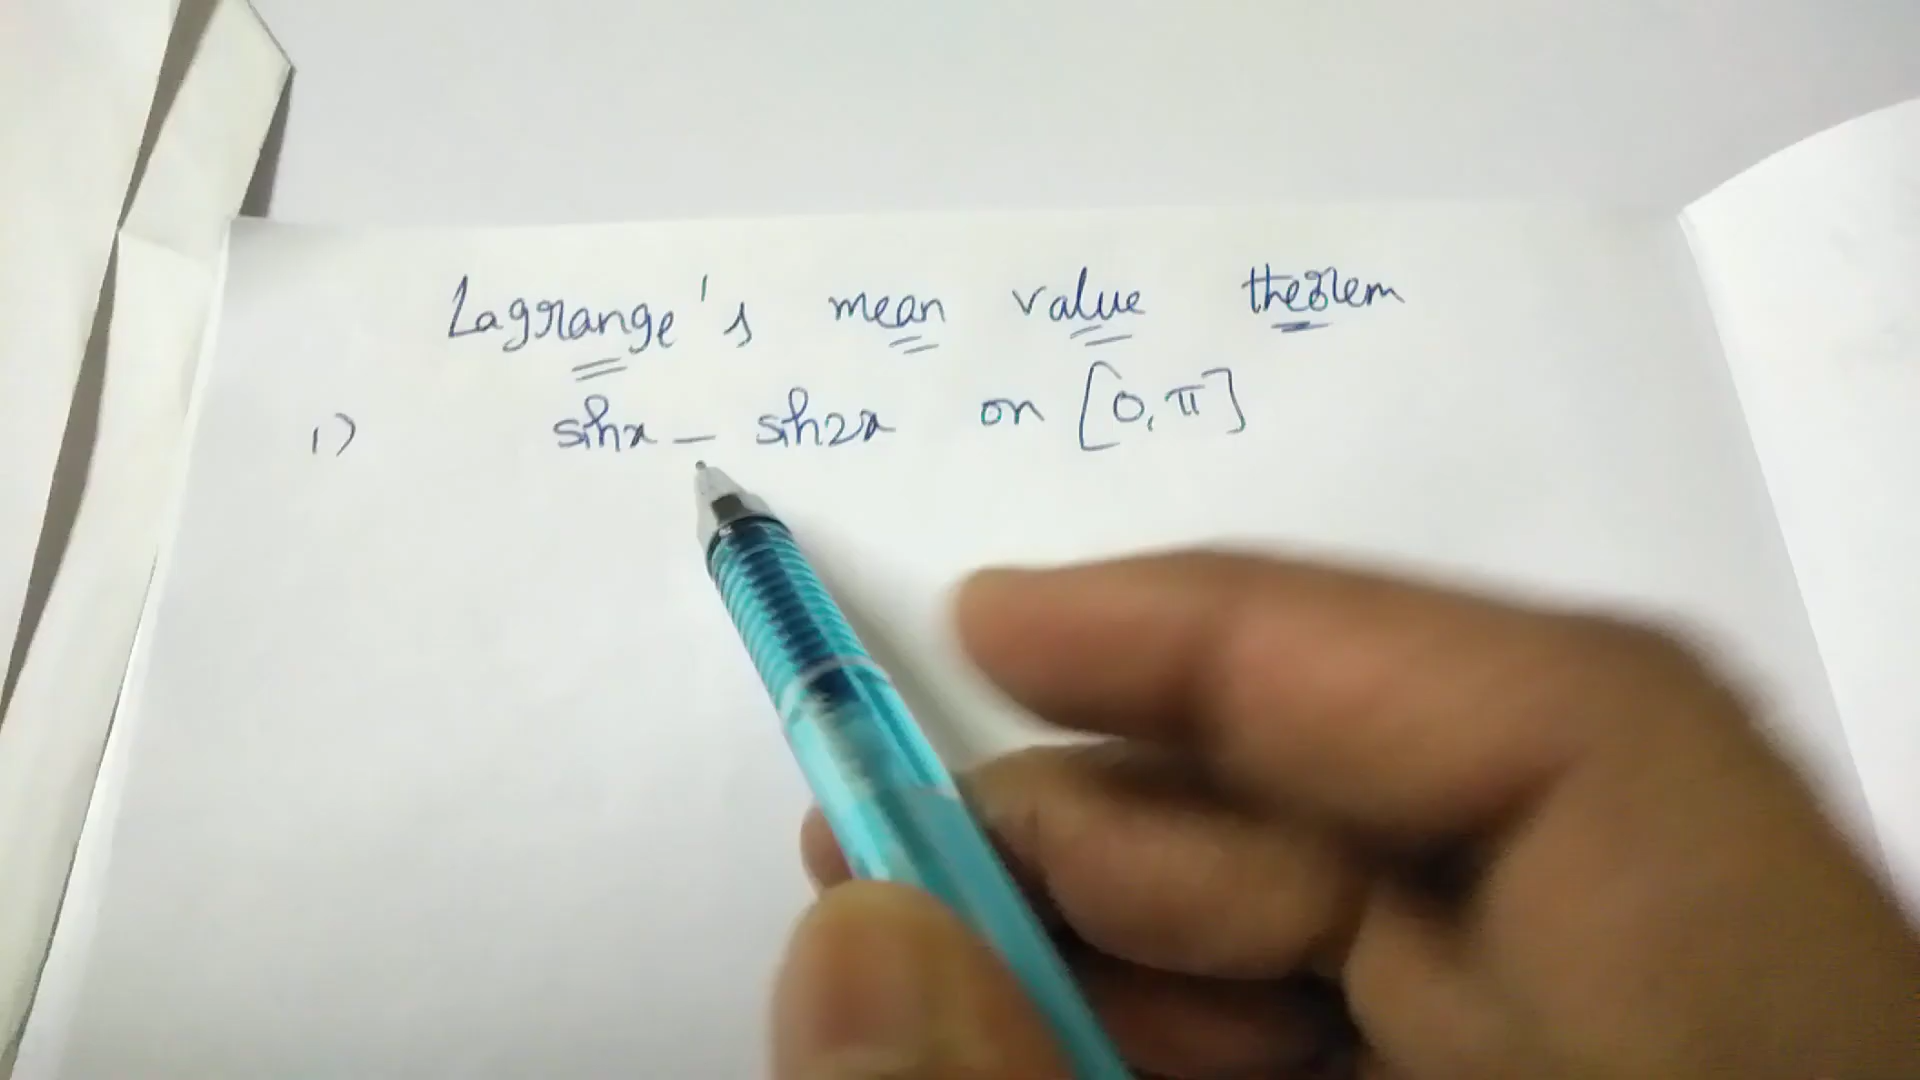 Lagrange's mean value theorem
1) sinx - sin2x on [0, π]